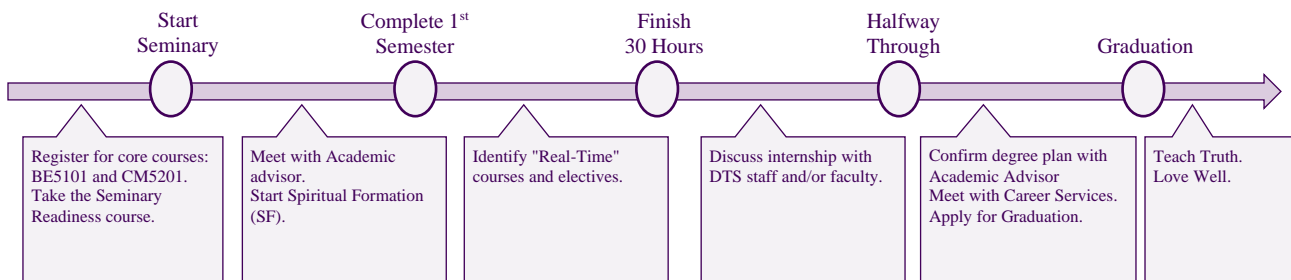 Start
Seminary
Complete 1st
Semester
Finish
30 Hours
Halfway
Through
Graduation
Register for core courses:
BE5101 and CM5201.
Take the Seminary
Readiness course.
Meet with Academic
advisor.
Start Spiritual Formation
(SF).
Identify "Real-Time"
courses and electives.
Discuss internship with
DTS staff and/or faculty.
Confirm degree plan with
Academic Advisor
Meet with Career Services.
Apply for Graduation.
Teach Truth.
Love Well.